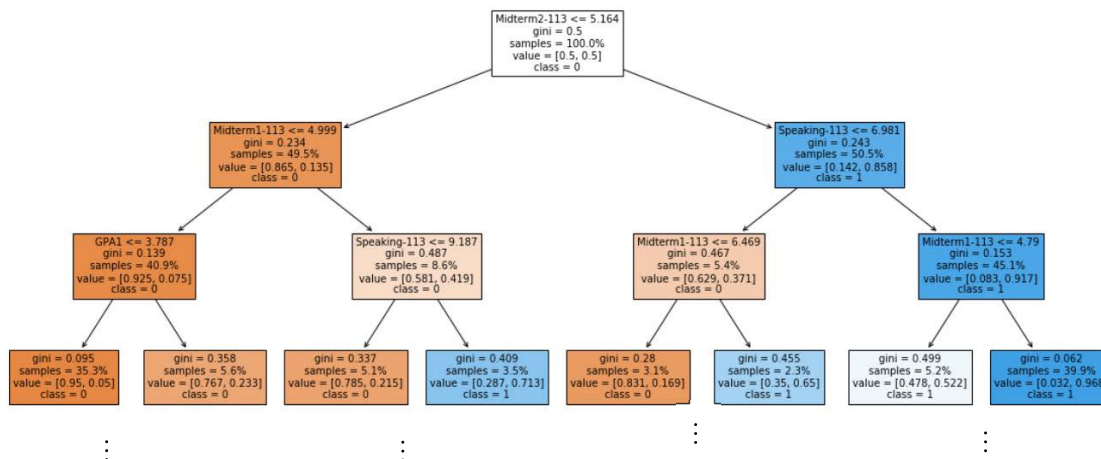 Midterm2-113 <= 5.164
gini = 0.5
samples = 100.0%
value = [0.5, 0.5]
class = 0
Midterm1-113 <= 4.999
gini = 0.234
samples = 49.5%
value = [0.865, 0.135]
class = 0
Speaking-113 <= 6.981
gini = 0.243
samples = 50.5%
value = [0.142, 0.858]
class = 1
GPA1 <= 3.787
gini = 0.139
samples = 40.9%
value = [0.925, 0.075]
class = 0
Speaking-113 <= 9.187
gini = 0.487
samples = 8.6%
value = [0.581, 0.419]
class = 0
Midterm1-113 <= 6.469
gini = 0.467
samples = 5.4%
value = [0.629, 0.371]
class = 0
Midterm1-113 <= 4.79
gini = 0.153
samples = 45.1%
value = [0.083, 0.917]
class = 1
gini = 0.095
samples = 35.3%
value = [0.95, 0.05]
class = 0
gini = 0.358
samples = 5.6%
value = [0.767, 0.233]
class = 0
gini = 0.337
samples = 5.1%
value = [0.785, 0.215]
class = 0
gini = 0.409
samples = 3.5%
value = [0.287, 0.713]
class = 1
gini = 0.28
samples = 3.1%
value = [0.831, 0.169]
class = 0
gini = 0.455
samples = 2.3%
value = [0.35, 0.65]
class = 1
gini = 0.499
samples = 5.2%
value = [0.478, 0.522]
class = 1
gini = 0.062
samples = 39.9%
value = [0.032, 0.968]
class = 1